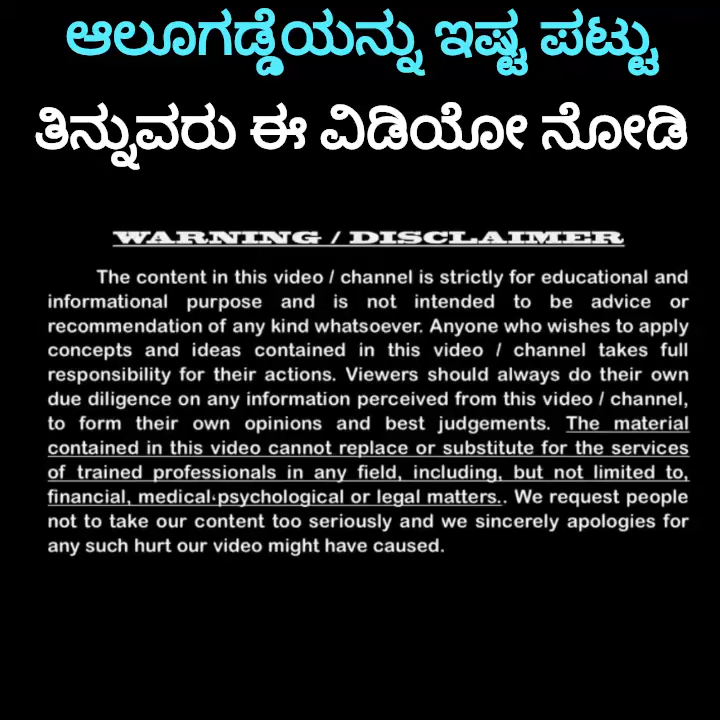 ಆಲೂಗಡ್ಡೆಯನ್ನು ಇಷ್ಟ ಪಟ್ಟು
ತಿನ್ನುವರು ಈ ವಿಡಿಯೋ ನೋಡಿ
WARNING / DISCLAIMER
The content in this video / channel is strictly for educational and
informational purpose and is not intended to be advice or
recommendation of any kind whatsoever. Anyone who wishes to apply
concepts and ideas contained in this video / channel takes full
responsibility for their actions. Viewers should always do their own
due diligence on any information perceived from this video / channel,
to form their own opinions and best judgements. The material
contained in this video cannot replace or substitute for the services
of trained professionals in any field, including, but not limited to,
financial, medical, psychological or legal matters.. We request people
not to take our content too seriously and we sincerely apologies for
any such hurt our video might have caused.